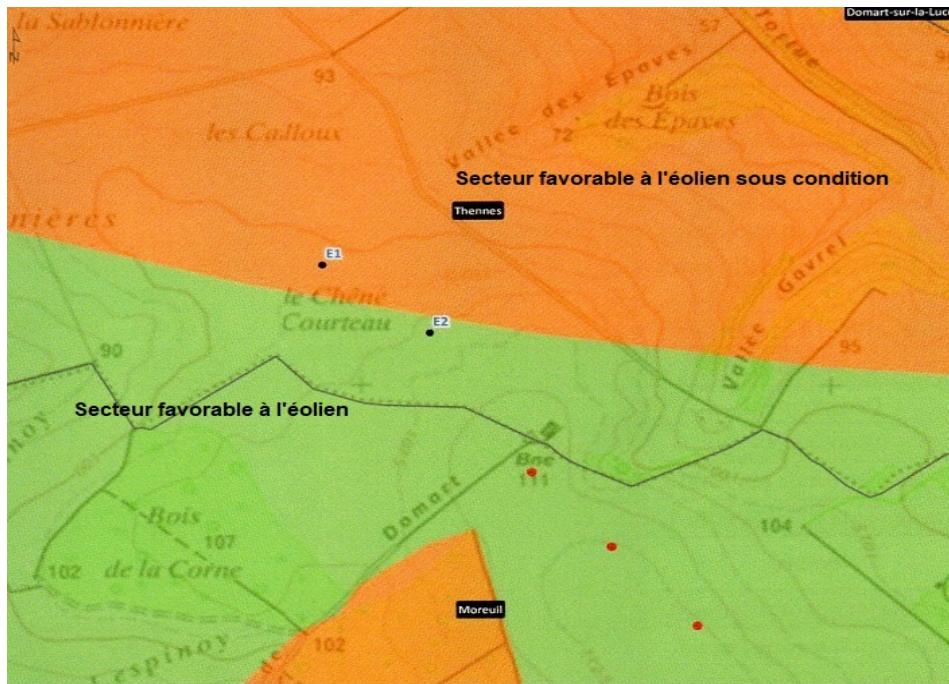 la Sablonnière
Domart-sur-la-Luce
57
Tortue
N
93
Vallée des Épaves
Bois
des Épaves
72
les Cailloux
Secteur favorable à l'éolien sous condition
Thennes
nières
E1
Gavrel
le Chêne
Courteau
E2
Vallée
90
95
Secteur favorable à l'éolien
Bne
111
Domart
Bois
107
de la Corne
102
104
Moreuil
102
Lespinoy
de